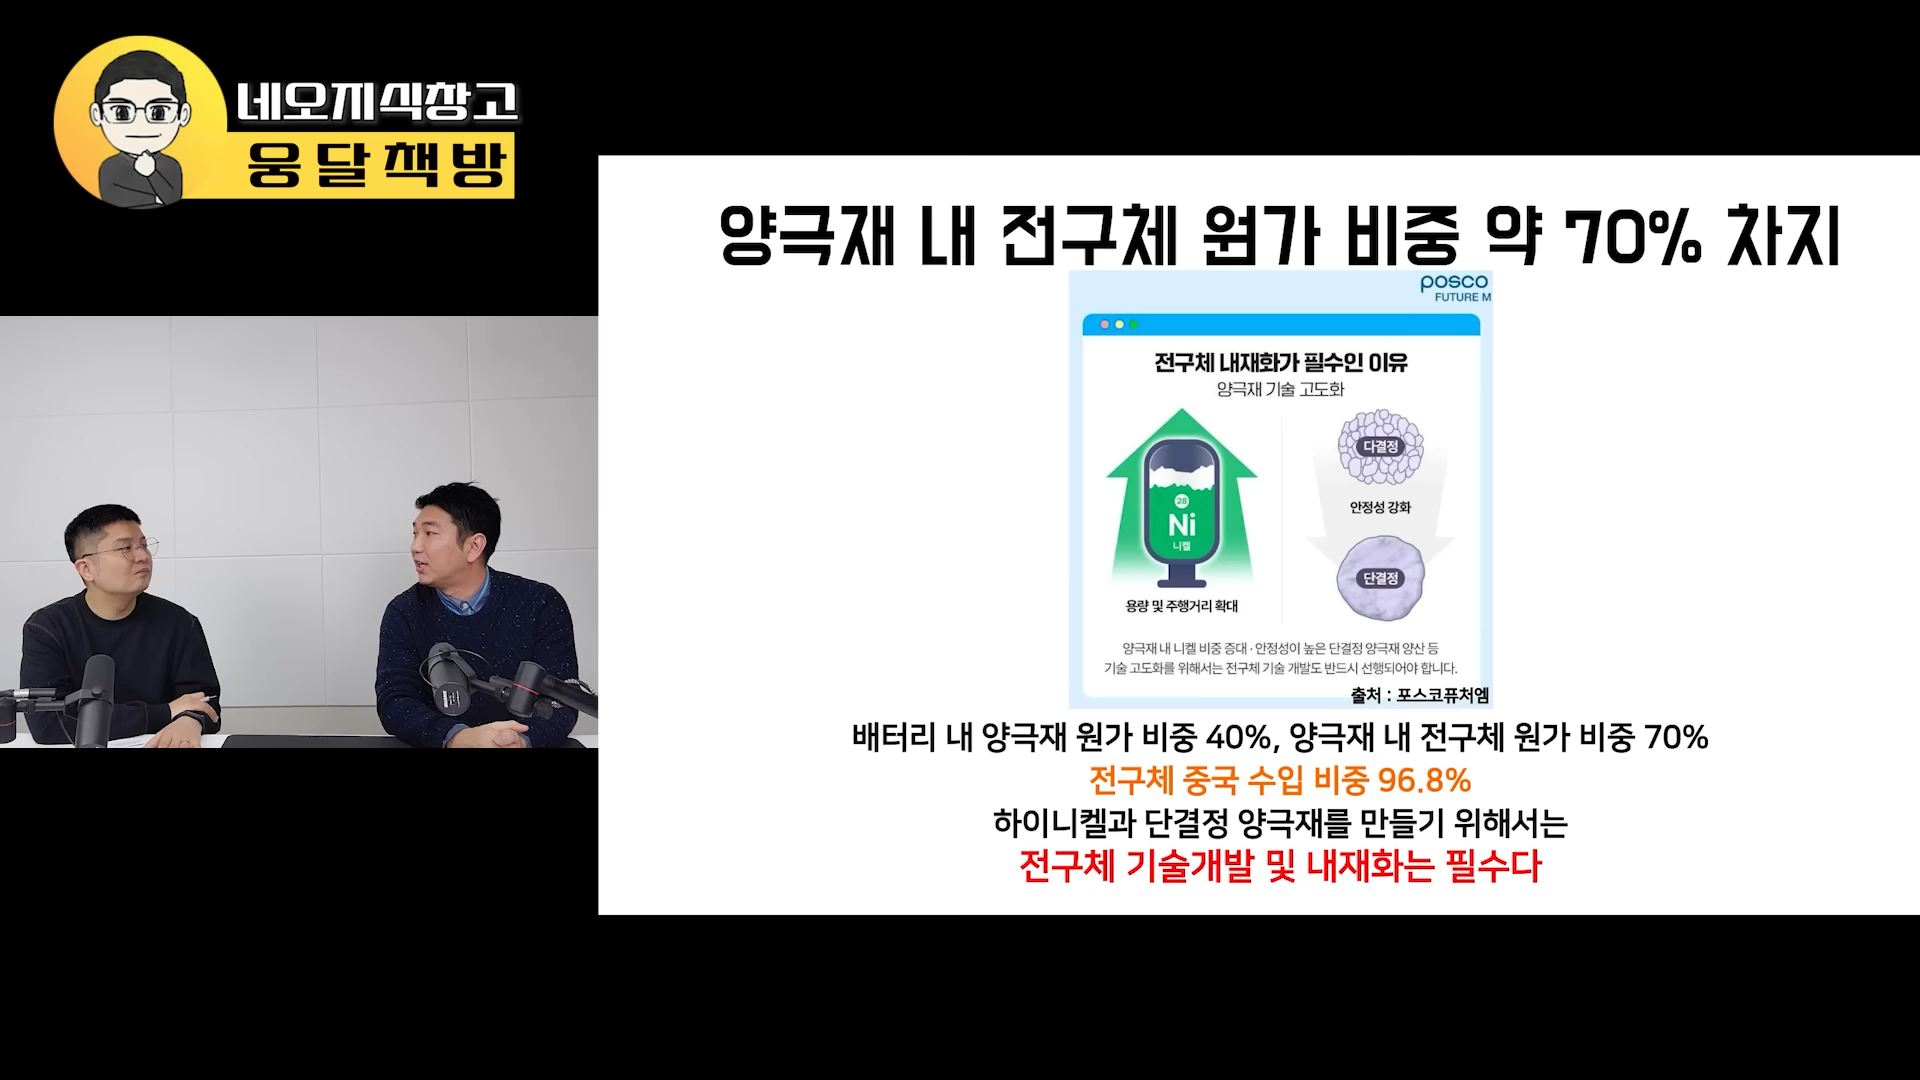 네오지식창고
웅달책방
양극재 내 전구체 원가 비중 약 70% 차지
posco
FUTURE M
전구체 내재화가 필수인 이유
양극재 기술 고도화
28
Ni
니켈
용량 및 주행거리 확대
다결정
안정성 강화
단결정
양극재 내 니켈 비중 증대 · 안정성이 높은 단결정 양극재 양산 등
기술 고도화를 위해서는 전구체 기술 개발도 반드시 선행되어야 합니다.
출처 : 포스코퓨처엠
배터리 내 양극재 원가 비중 40%, 양극재 내 전구체 원가 비중 70%
전구체 중국 수입 비중 96.8%
하이니켈과 단결정 양극재를 만들기 위해서는
전구체 기술개발 및 내재화는 필수다